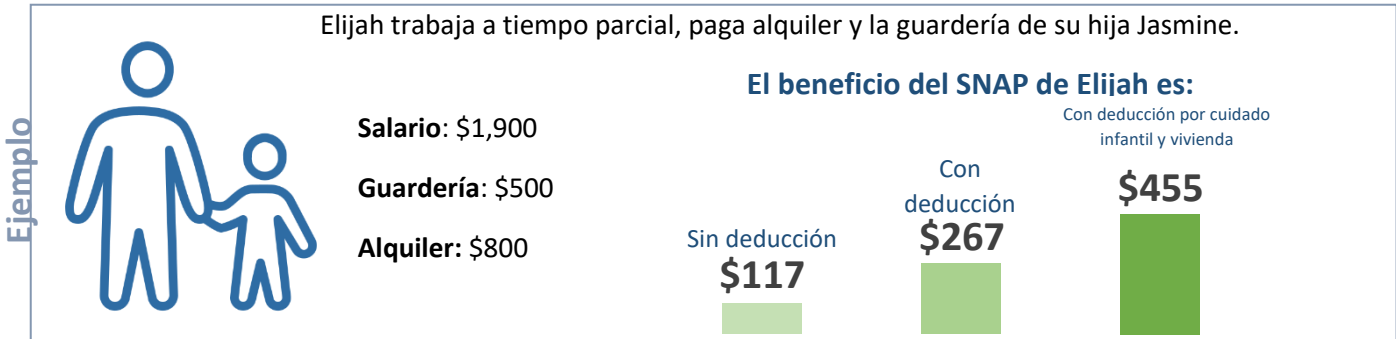 Elijah trabaja a tiempo parcial, paga alquiler y la guardería de su hija Jasmine.
Ejemplo
Salario: $1,900
Guardería: $500
Alquiler: $800
El beneficio del SNAP de Elijah es:
Sin deducción
$117
Con
deducción
$267
Con deducción por cuidado
infantil y vivienda
$455